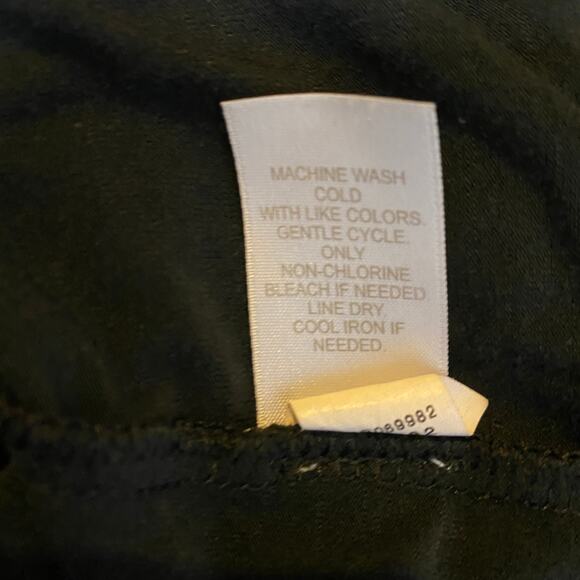 MACHINE WASH
COLD
WITH LIKE COLORS.
GENTLE CYCLE.
ONLY
NON-CHLORINE
BLEACH IF NEEDED
LINE DRY.
COOL IRON IF
NEEDED.